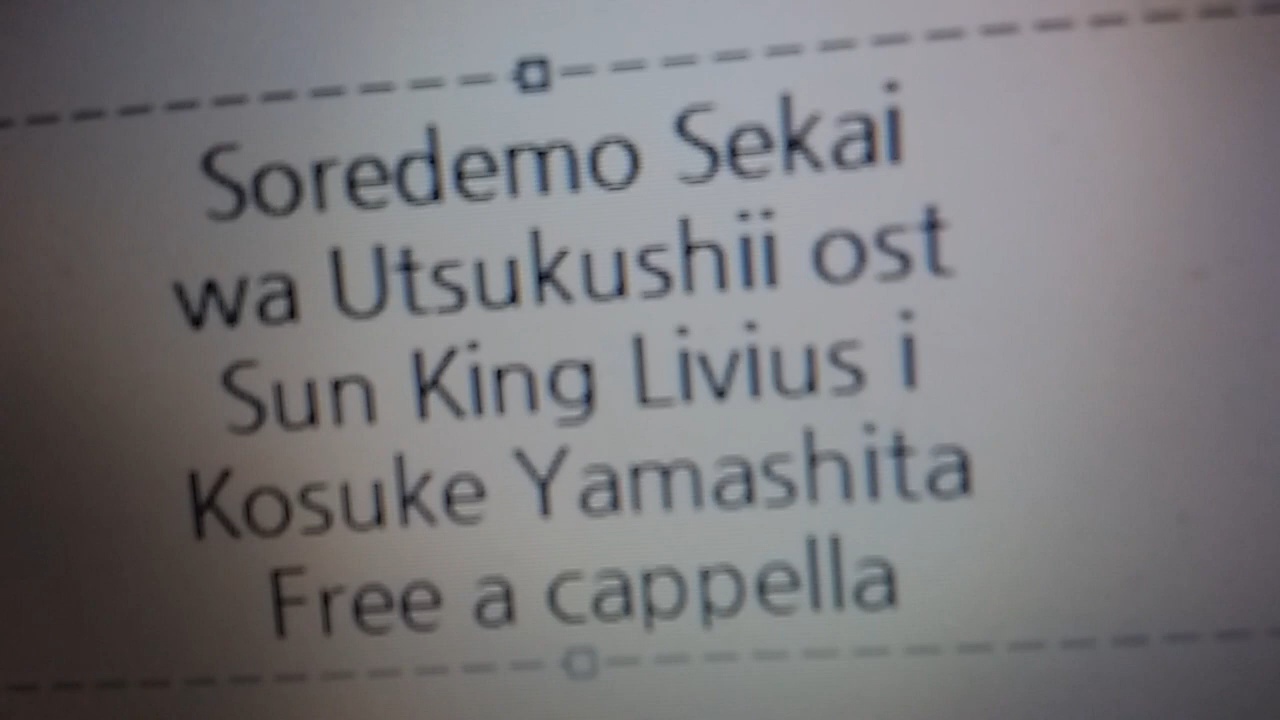 Soredemo Sekai
wa Utsukushii ost
Sun King Livius i
Kosuke Yamashita
Free a cappella